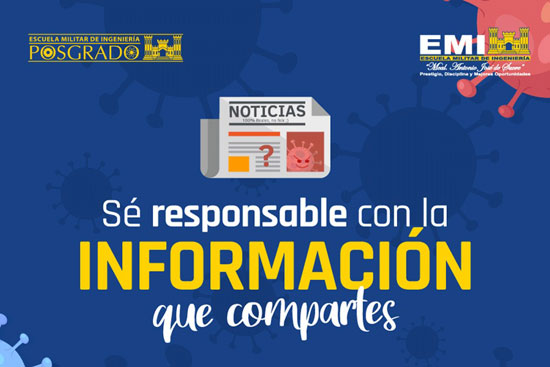 ESCUELA MILITAR DE INGENIERÍA
POSGRADO
EMI
ESCUELA MILITAR DE INGENIERÍA
"Mcal. Antonio José de Sucre"
Prestigio, Disciplina y Mejores Oportunidades
NOTICIAS
Sé responsable con la
INFORMACIÓN
que compartes